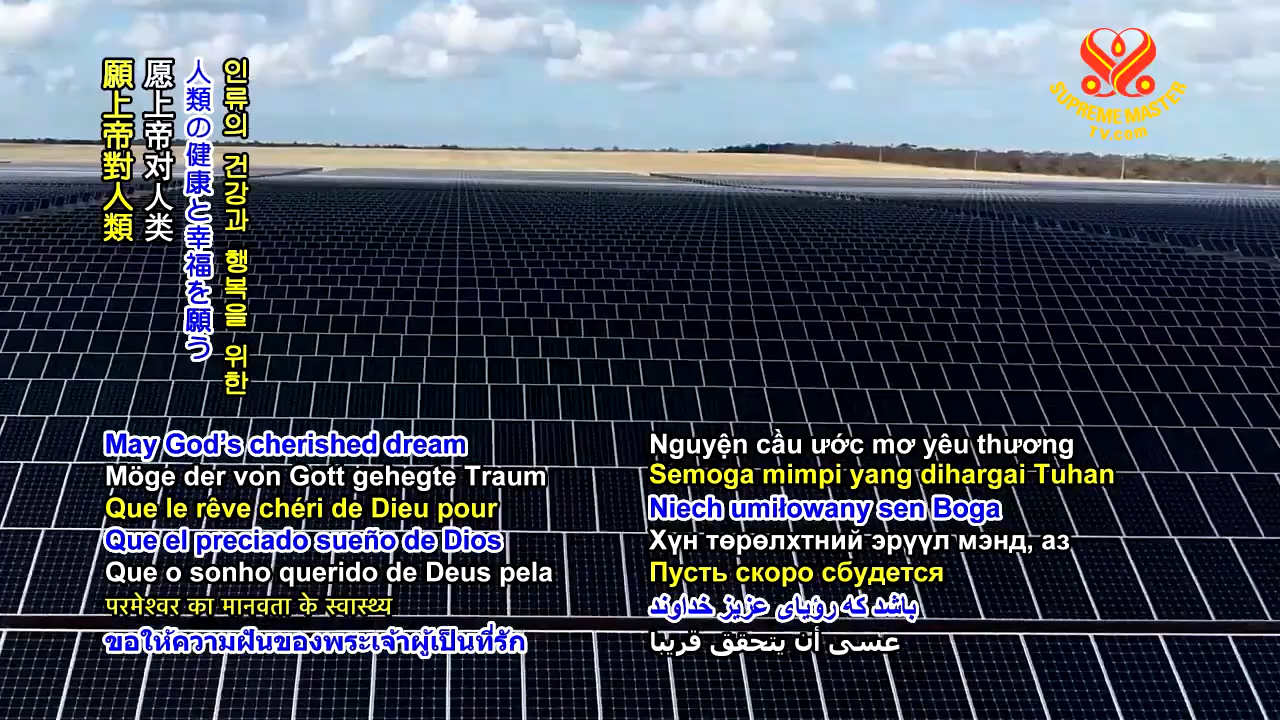 願上帝對人類
愿上帝对人类
人類の健康と幸福を願う
인류의 건강과 행복을 위한
SUPREME MASTER
TV.com
May God's cherished dream
Möge der von Gott gehegte Traum
Que le rêve chéri de Dieu pour
Que el preciado sueño de Dios
Que o sonho querido de Deus pela
परमेश्वर का मानवता के स्वास्थ्य
ขอให้ความฝันของพระเจ้าผู้เป็นที่รัก
Nguyện cầu ước mơ yêu thương
Semoga mimpi yang dihargai Tuhan
Niech umiłowany sen Boga
Хүн төрөлхтний эрүүл мэнд, аз
Пусть скоро сбудется
باشد که رؤیای عزیز خداوند
عسى أن يتحقق قريبا